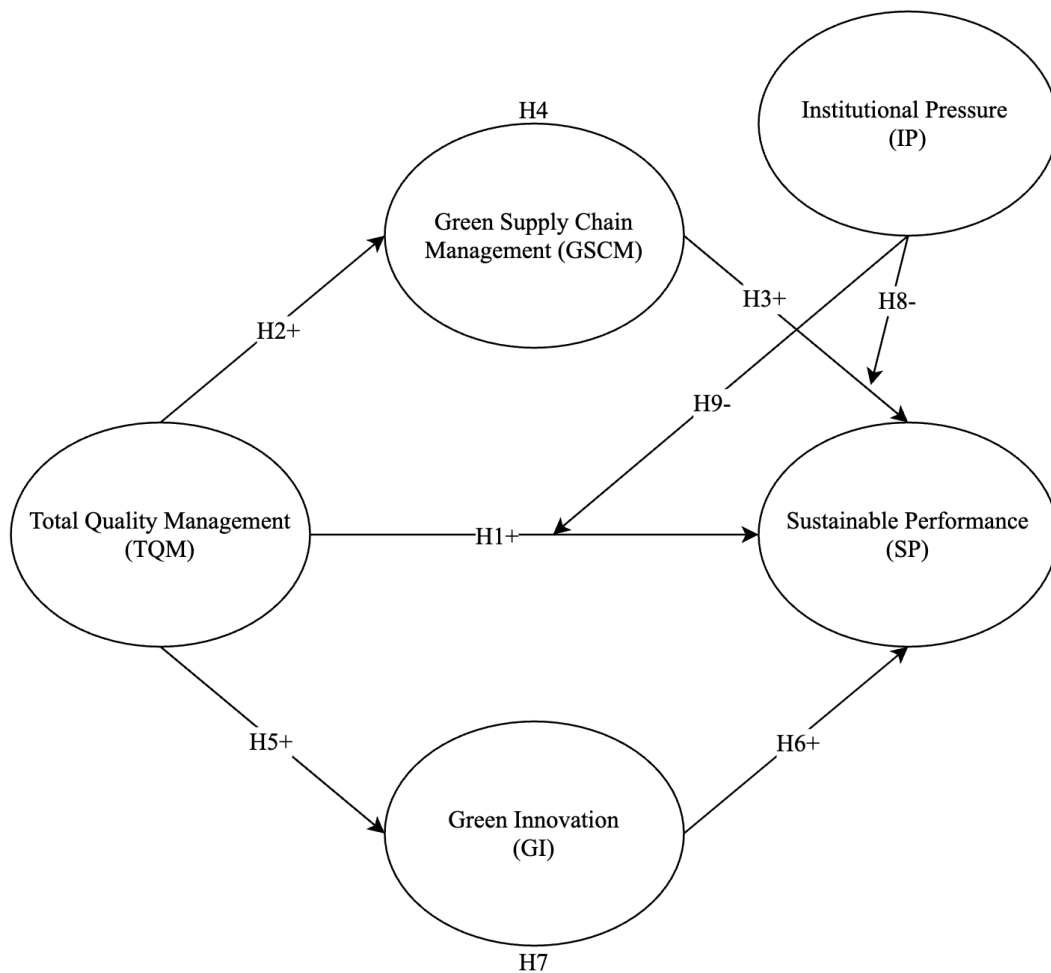 Institutional Pressure
(IP)
H4
Green Supply Chain
Management (GSCM)
H3+
H8-
H2+
H9-
Total Quality Management
(TQM)
H1+
Sustainable Performance
(SP)
H5+
H6+
Green Innovation
(GI)
H7